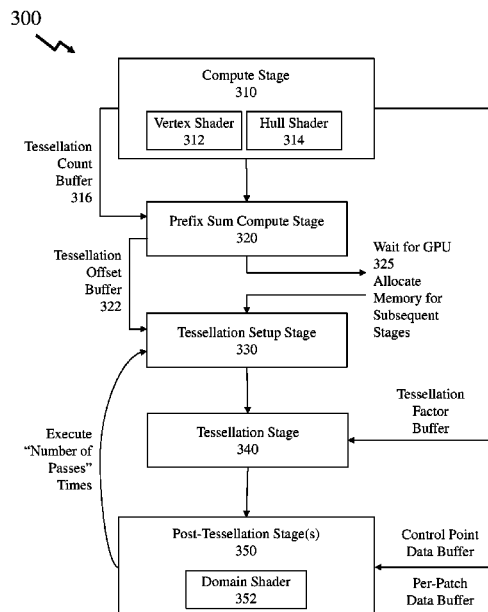 300
Compute Stage
310
Vertex Shader
312
Hull Shader
314
Tessellation
Count
Buffer
316
Prefix Sum Compute Stage
320
Wait for GPU
325
Allocate
Memory for
Subsequent
Stages
Tessellation
Offset
Buffer
322
Tessellation Setup Stage
330
Tessellation
Factor
Buffer
Execute
“Number of
Passes”
Times
Tessellation Stage
340
Post-Tessellation Stage(s)
350
Domain Shader
352
Control Point
Data Buffer
Per-Patch
Data Buffer